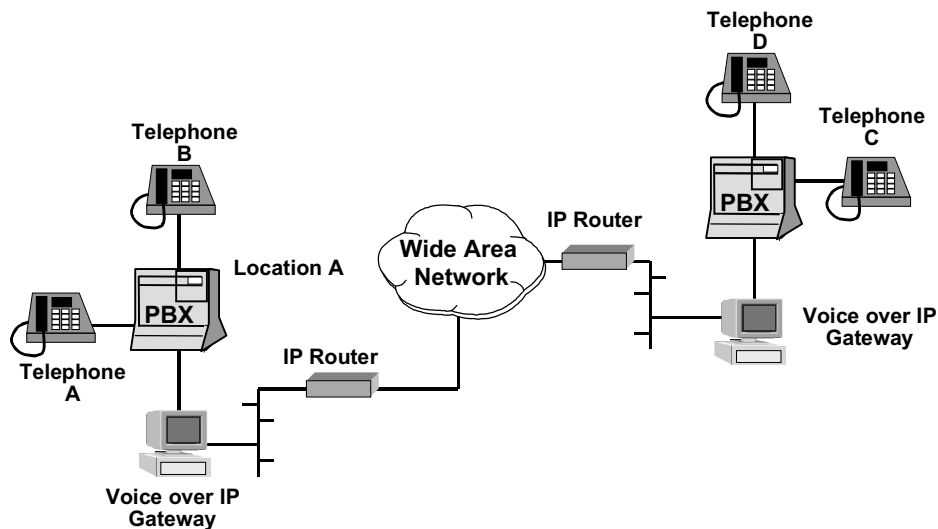 Telephone
D
Telephone
C
PBX
Telephone
B
IP Router
Wide Area
Network
Location A
PBX
Voice over IP
Gateway
IP Router
Telephone
A
Voice over IP
Gateway